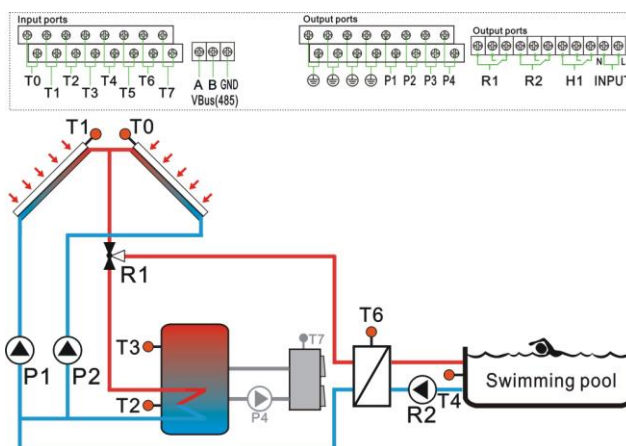 Input ports
Output ports
Output ports
T0 T2 T4 T6
T1 T3 T5 T7
A B GND
VBus(485)
P1 P2 P3 P4
R1 R2 H1 INPUT
N L
T1 T0
R1
T6
T3
T7
P1 P2
Swimming pool
T2
P4
R2 T4